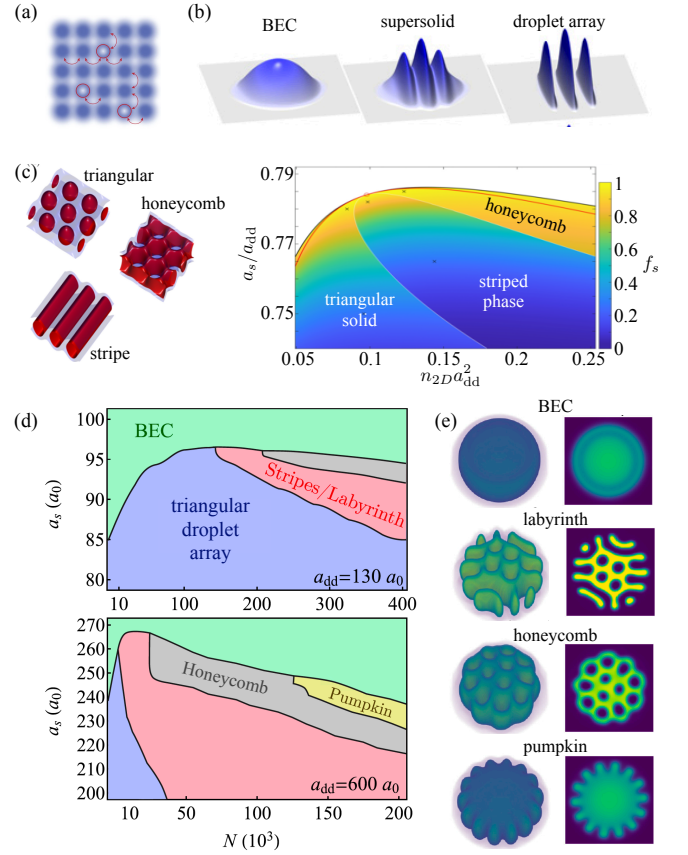 (a)
(b)
BEC
supersolid
droplet array
(c)
triangular
honeycomb
stripe
0.79
0.77
0.75
a_s/a_dd
honeycomb
striped
phase
triangular
solid
0.05
0.1
0.15
0.2
0.25
n_2D a_dd^2
1
0.8
0.6
0.4
0.2
0
f_s
(d)
100
95
90
85
80
a_s (a_0)
BEC
Stripes/Labyrinth
triangular
droplet
array
a_dd=130 a_0
10
100
200
300
400
270
260
250
240
230
220
210
200
a_s (a_0)
Honeycomb
Pumpkin
a_dd=600 a_0
10
50
100
150
200
N (10^3)
(e)
BEC
labyrinth
honeycomb
pumpkin